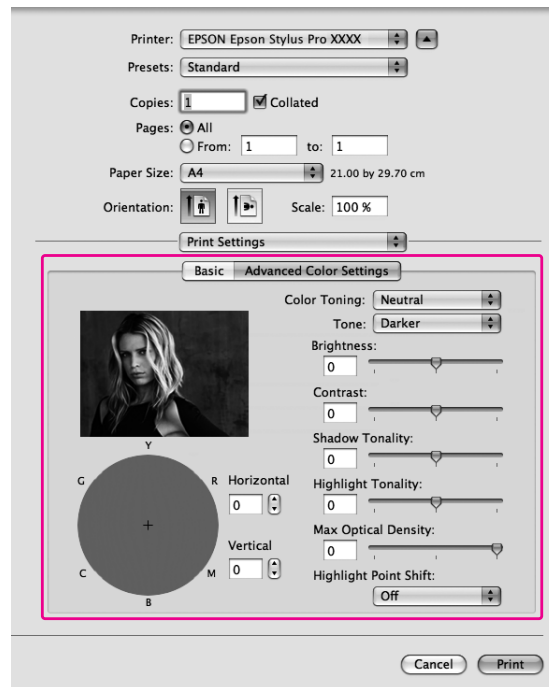 Printer: EPSON Epson Stylus Pro XXXX
Presets: Standard
Copies: 1 Collated
Pages: All
From: 1 to: 1
Paper Size: A4 21.00 by 29.70 cm
Orientation: Scale: 100 %
Print Settings
Basic Advanced Color Settings
Color Toning: Neutral
Tone: Darker
Brightness:
0
Contrast:
0
Shadow Tonality:
0
Highlight Tonality:
0
Max Optical Density:
0
Highlight Point Shift:
Off
Y
G R
C M
B
Horizontal
0
Vertical
0
Cancel Print